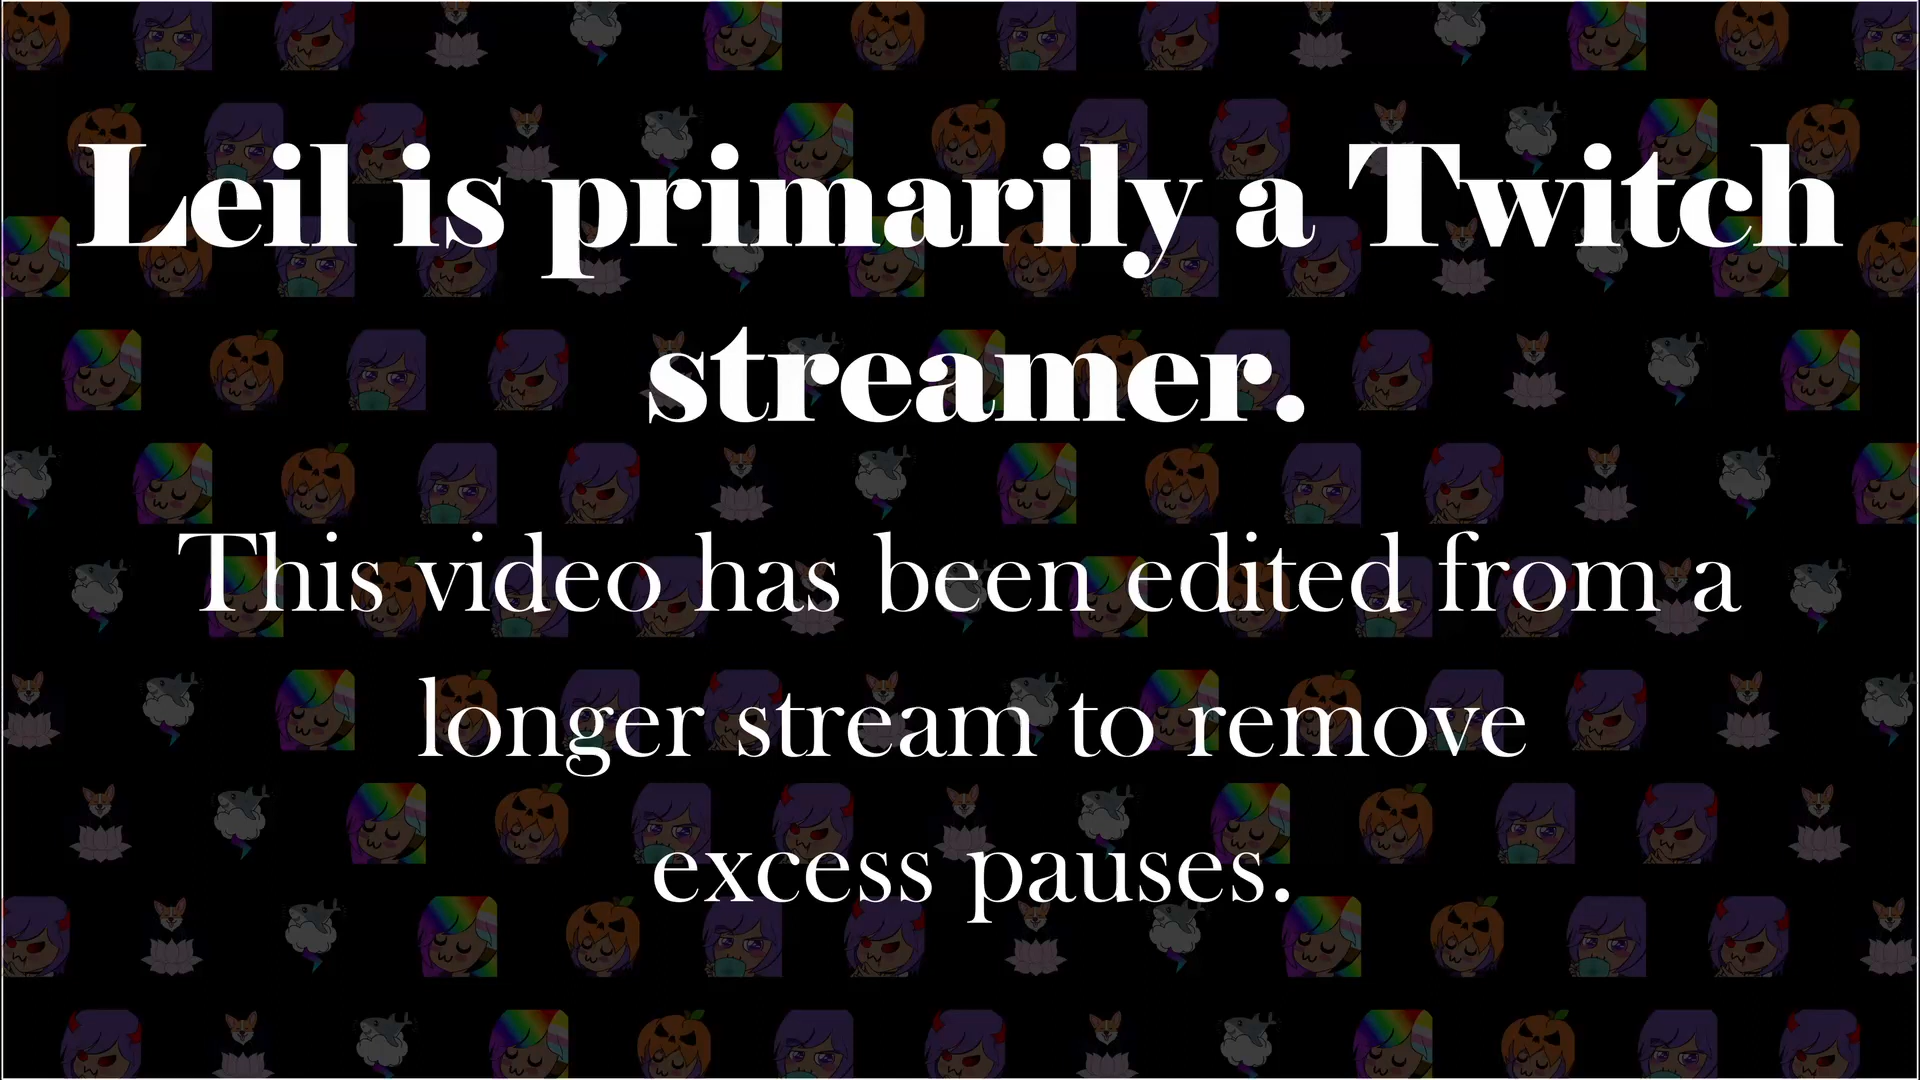 Leil is primarily a Twitch
streamer.
This video has been edited from a
longer stream to remove
excess pauses.